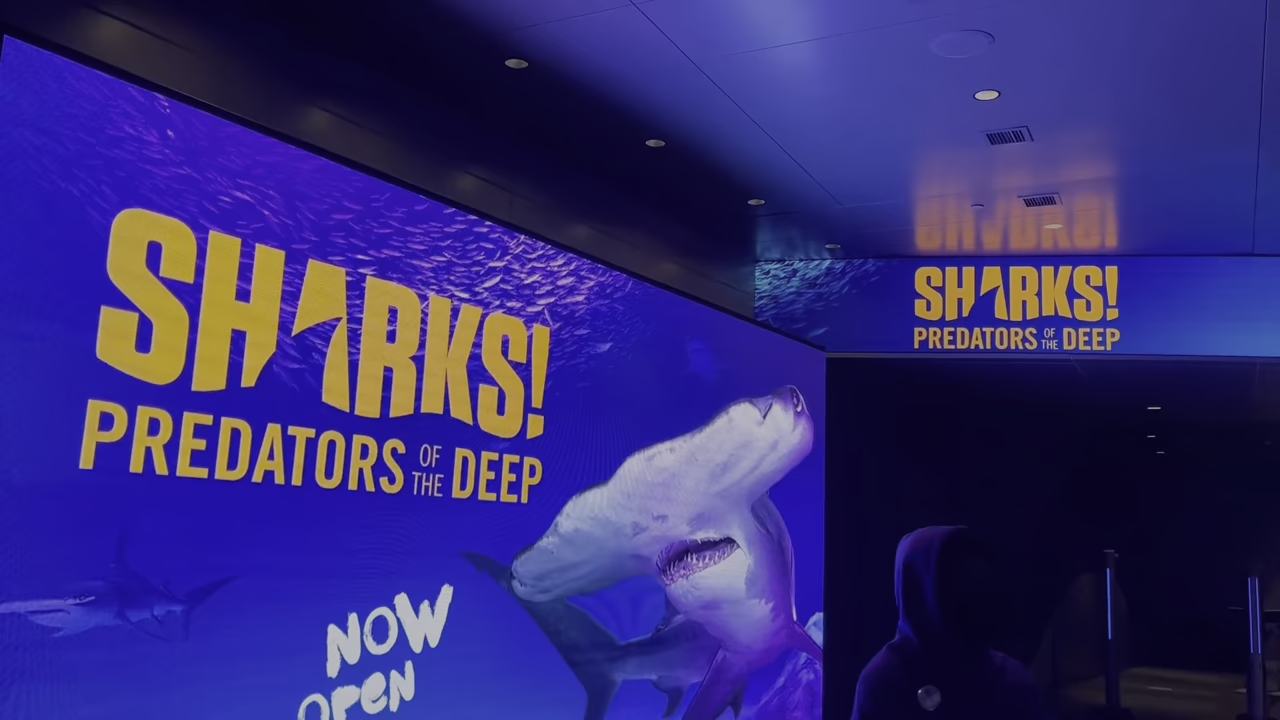 SHARKS!
PREDATORS OF THE DEEP
NOW
OPEN
SHARKS!
PREDATORS OF THE DEEP